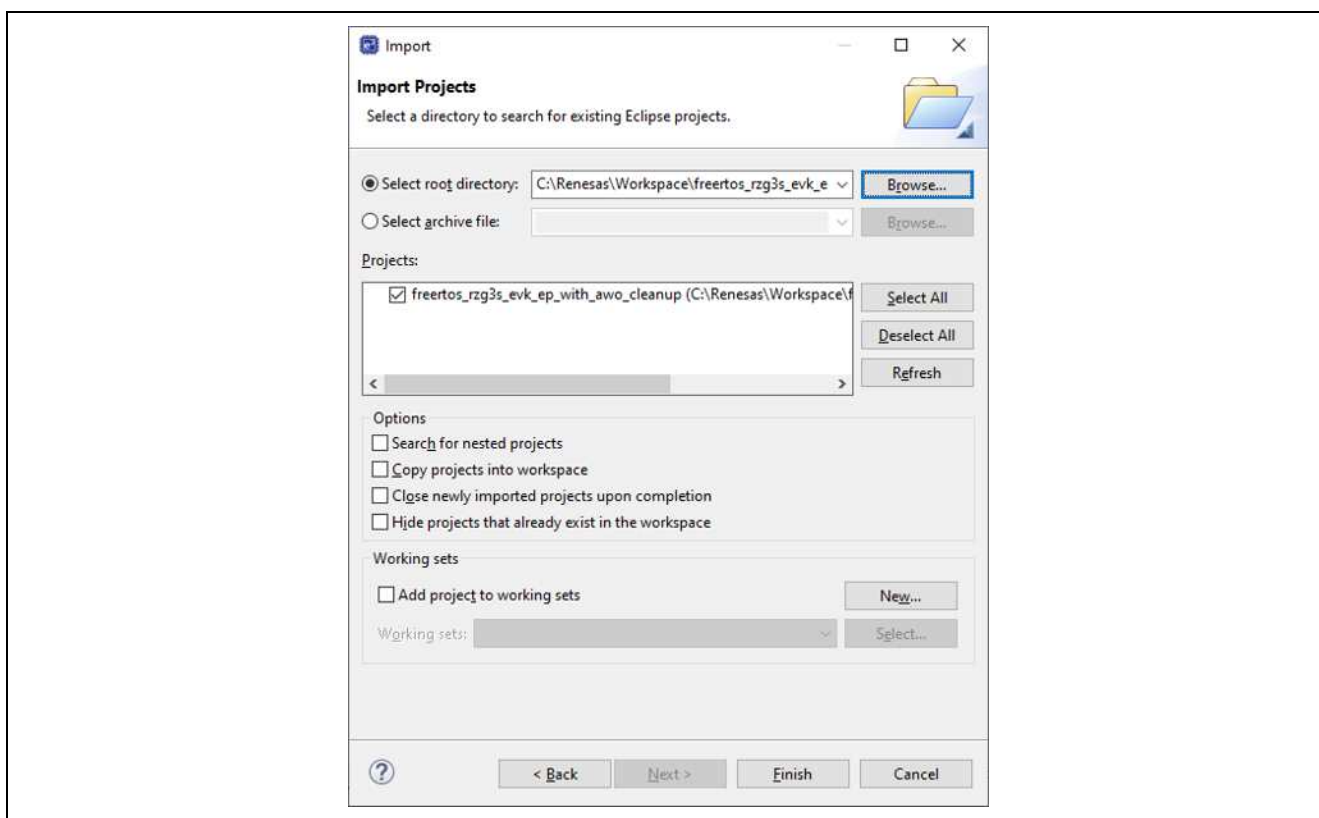 Import
Import Projects
Select a directory to search for existing Eclipse projects.
Select root directory: C:\Renesas\Workspace\freertos_rzg3s_evk_e Browse...
Select archive file: Browse...
Projects:
freertos_rzg3s_evk_ep_with_awo_cleanup (C:\Renesas\Workspace\f Select All
Deselect All
Refresh
Options
Search for nested projects
Copy projects into workspace
Close newly imported projects upon completion
Hide projects that already exist in the workspace
Working sets
Add project to working sets New...
Working sets: Select...
? < Back Next > Finish Cancel